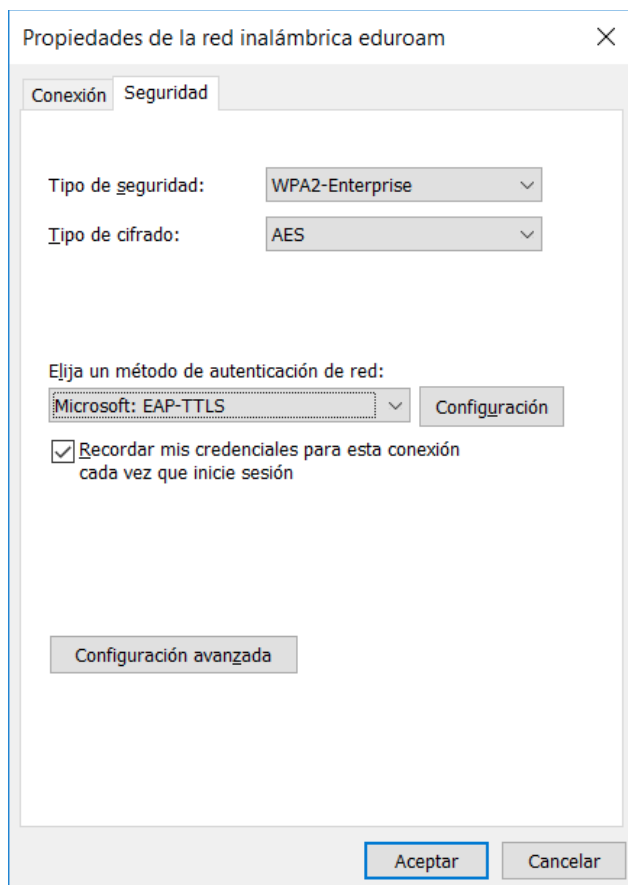 Propiedades de la red inalámbrica eduroam
Conexión Seguridad
Tipo de seguridad: WPA2-Enterprise
Tipo de cifrado: AES
Elija un método de autenticación de red:
Microsoft: EAP-TTLS Configuración
Recordar mis credenciales para esta conexión
cada vez que inicie sesión
Configuración avanzada
Aceptar Cancelar